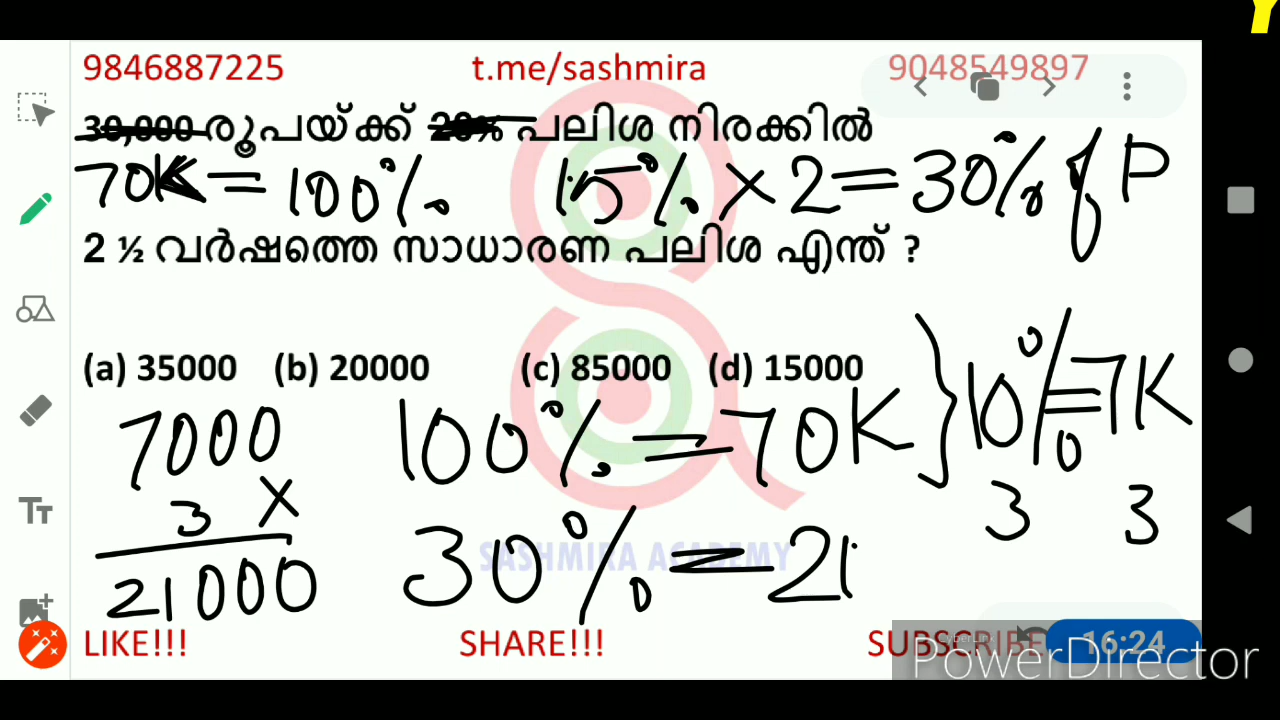 9846887225 t.me/sashmira 9048549897
30,000 രൂപയ്ക്ക് 20% പലിശ നിരക്കിൽ
70K = 100% 15% × 2 = 30% of P
2 ½ വർഷത്തെ സാധാരണ പലിശ എന്ത് ?
(a) 35000 (b) 20000 (c) 85000 (d) 15000
7000 100% = 70K } 10% = 7K
3 × 3 3
21000 30% = 21
SASHMIRA ACADEMY
LIKE!!! SHARE!!! SUBSCRIBE 16:24
CyberLink
PowerDirector